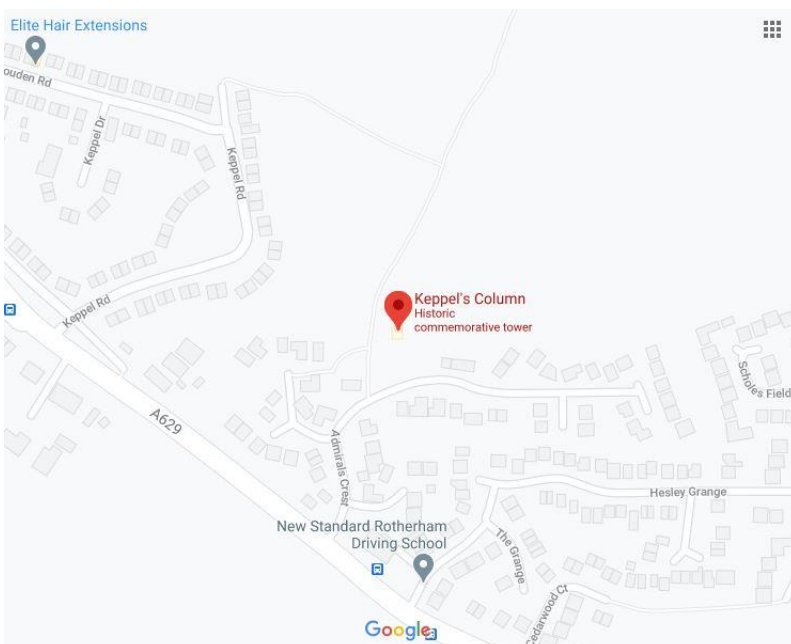 Elite Hair Extensions
ouden Rd
Keppel Dr
Keppel Rd
Keppel's Column
Historic
commemorative tower
Keppel Rd
Scholes Field
A629
Admirals Crest
Hesley Grange
New Standard Rotherham
Driving School
The Grange
edarwood Ct
Google